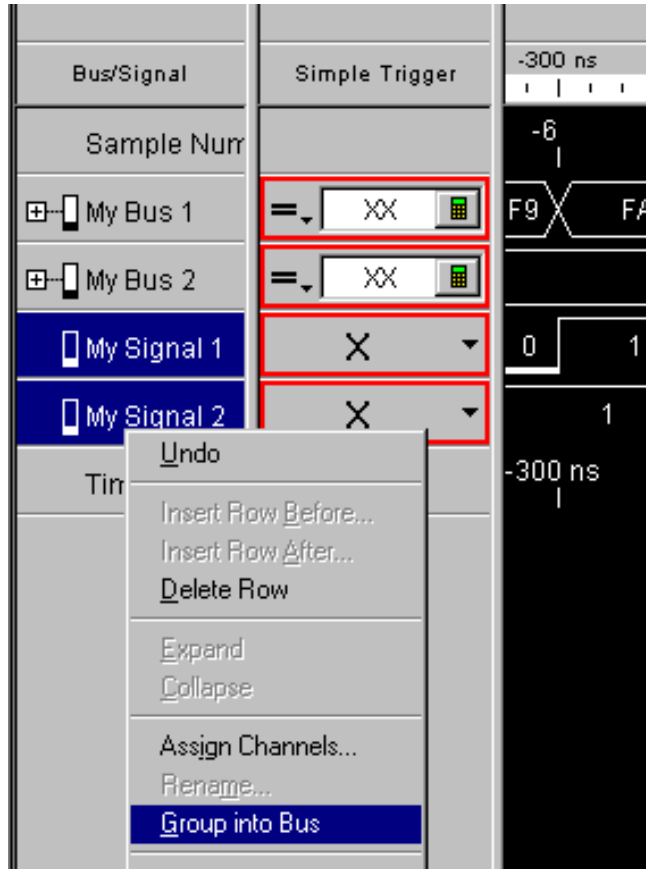 Bus/Signal Simple Trigger -300 ns
Sample Num -6
My Bus 1 = XX F9 FA
My Bus 2 = XX
My Signal 1 X 0 1
My Signal 2 X 1
Undo
-300 ns
Insert Row Before...
Insert Row After...
Delete Row
Expand
Collapse
Assign Channels...
Rename...
Group into Bus